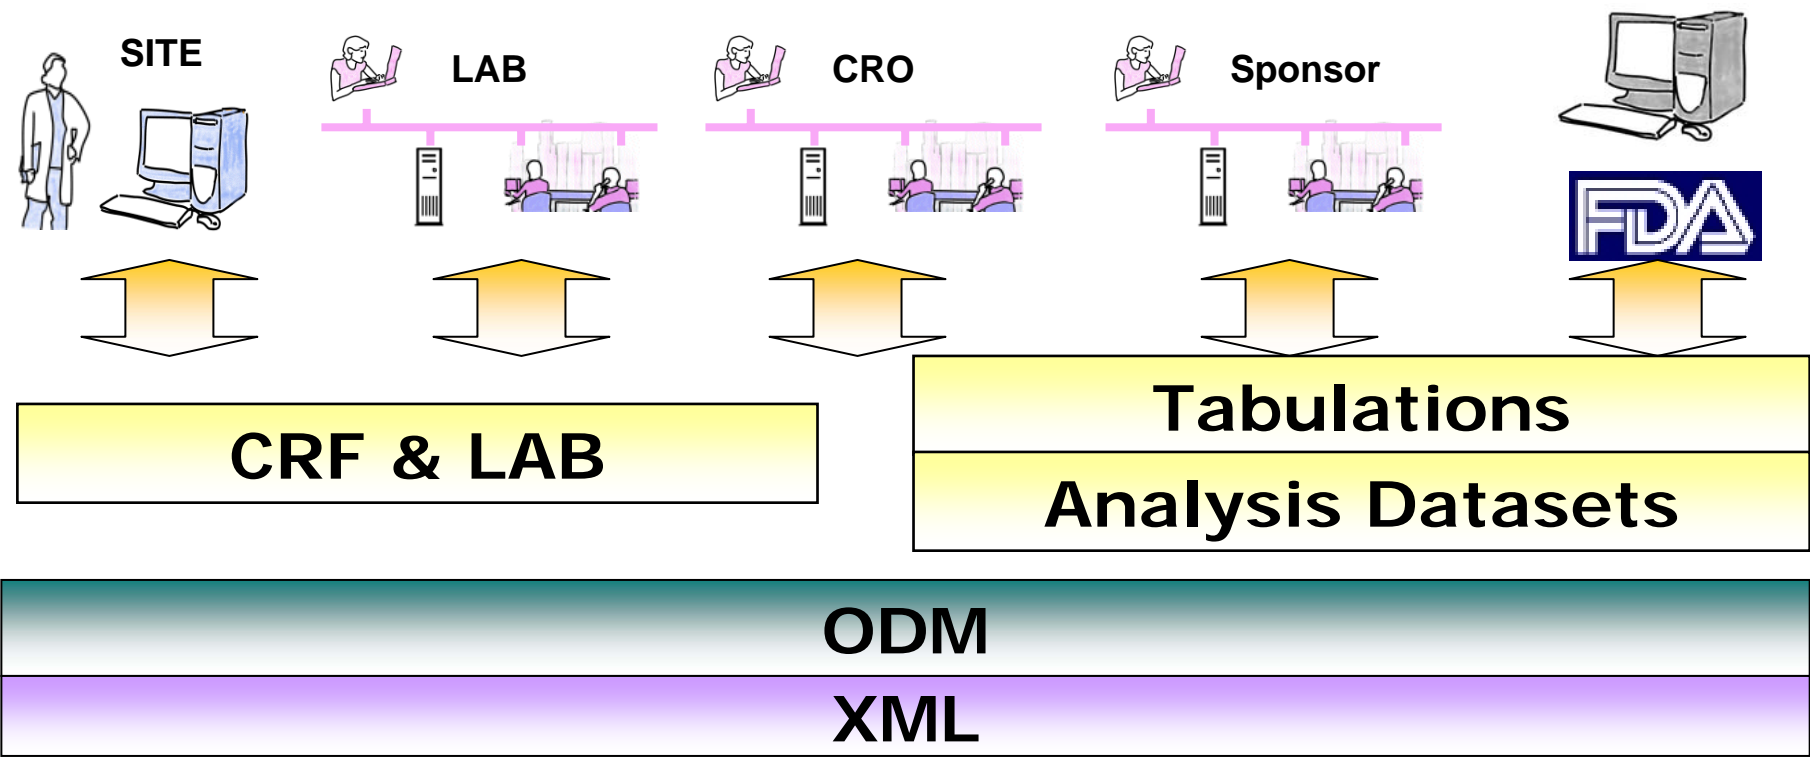 SITE
LAB
CRO
Sponsor
FDA
Tabulations
CRF & LAB
Analysis Datasets
ODM
XML